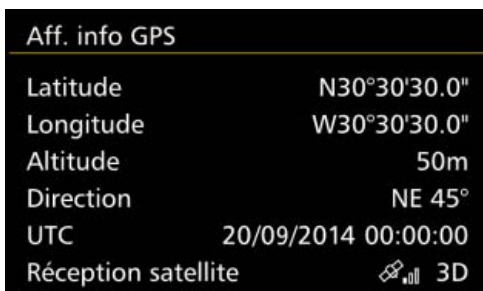 Aff. info GPS
Latitude N30°30'30.0"
Longitude W30°30'30.0"
Altitude 50m
Direction NE 45°
UTC 20/09/2014 00:00:00
Réception satellite 3D